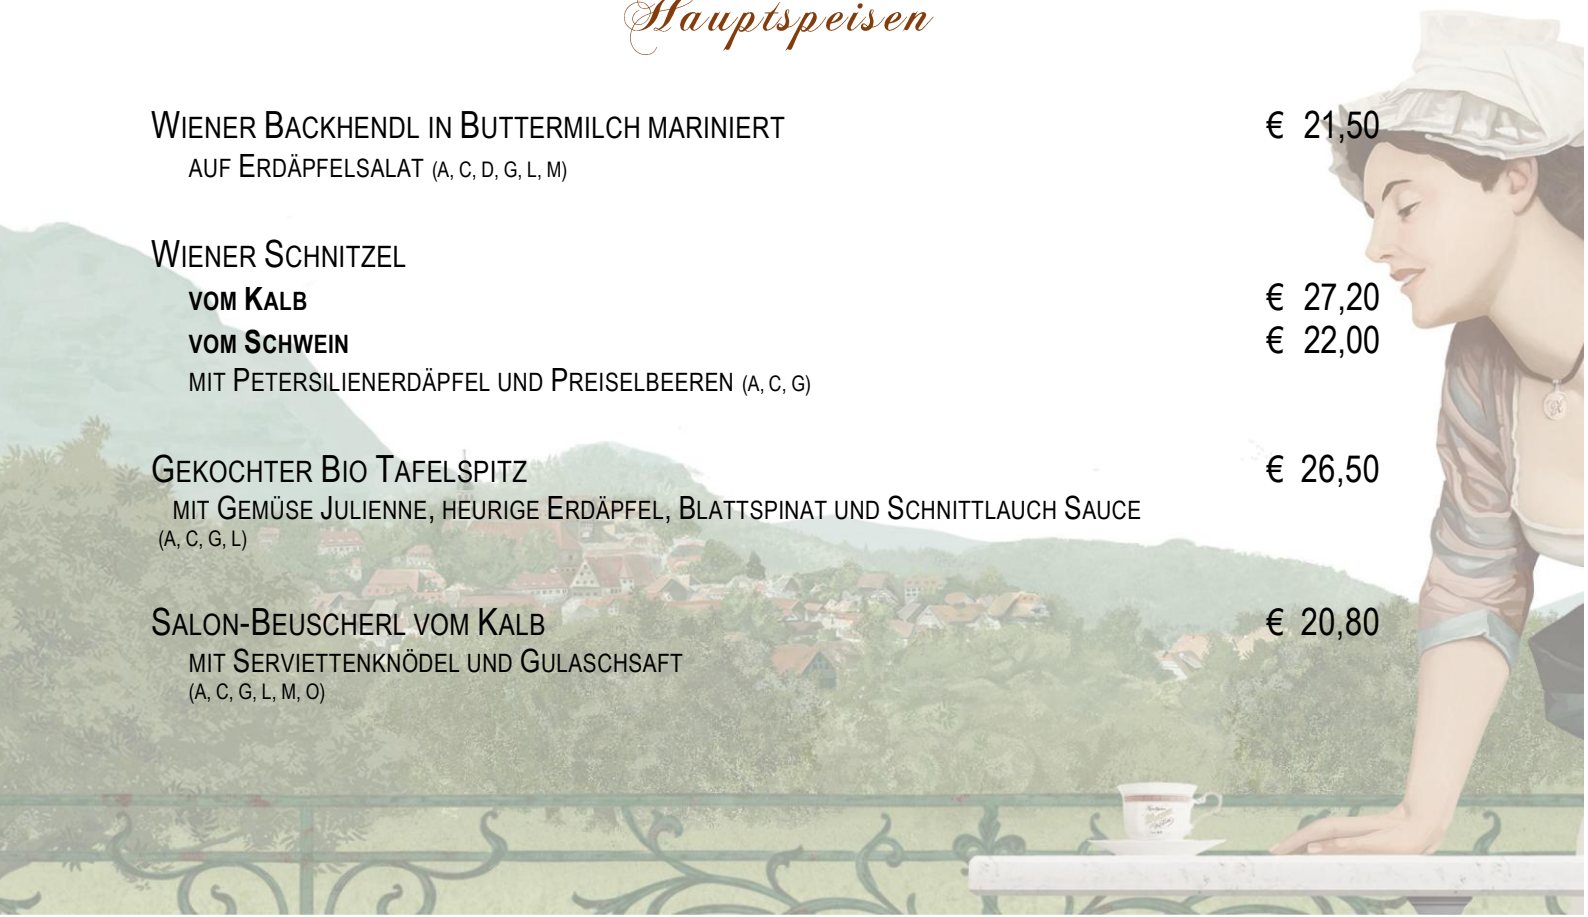 Hauptspeisen
WIENER BACKHENDL IN BUTTERMILCH MARINIERT € 21,50
AUF ERDÄPFELSALAT (A, C, D, G, L, M)
WIENER SCHNITZEL
VOM KALB € 27,20
VOM SCHWEIN € 22,00
MIT PETERSILIENERDÄPFEL UND PREISELBEEREN (A, C, G)
GEKOCHTER BIO TAFELSPITZ € 26,50
MIT GEMÜSE JULIENNE, HEURIGE ERDÄPFEL, BLATTSPINAT UND SCHNITTLAUCH SAUCE
(A, C, G, L)
SALON-BEUSCHERL VOM KALB € 20,80
MIT SERVIETTENKNÖDEL UND GULASCHSAFT
(A, C, G, L, M, O)